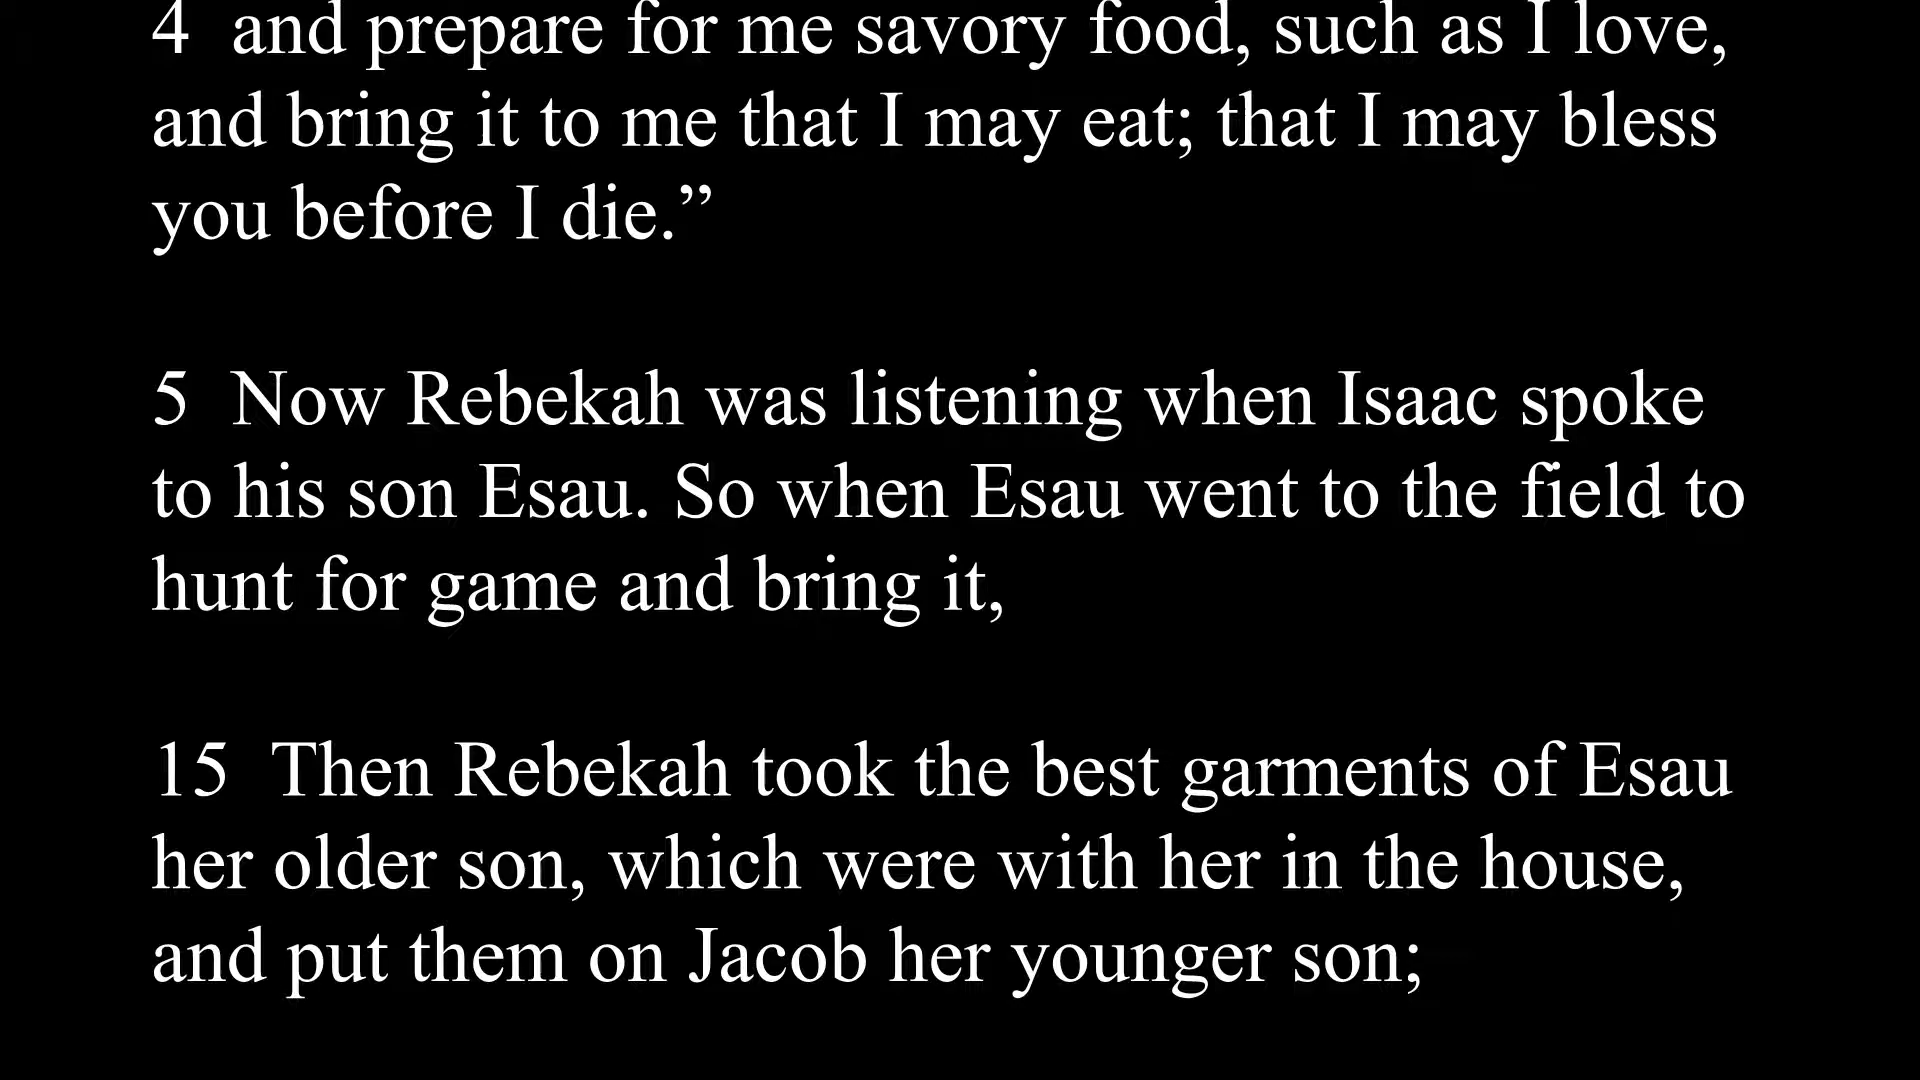 4 and prepare for me savory food, such as I love,
and bring it to me that I may eat; that I may bless
you before I die.”
5 Now Rebekah was listening when Isaac spoke
to his son Esau. So when Esau went to the field to
hunt for game and bring it,
15 Then Rebekah took the best garments of Esau
her older son, which were with her in the house,
and put them on Jacob her younger son;